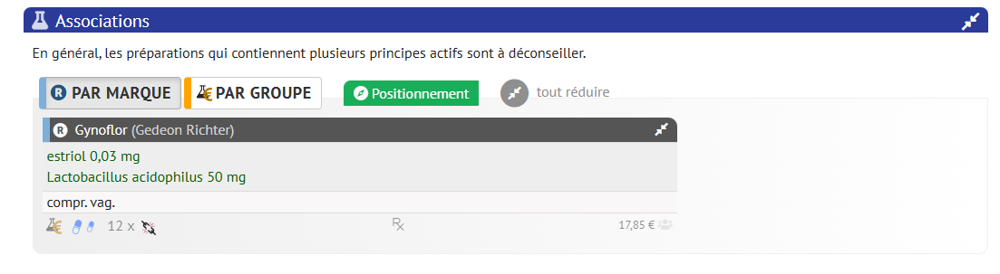 Associations
En général, les préparations qui contiennent plusieurs principes actifs sont à déconseiller.
R PAR MARQUE € PAR GROUPE Positionnement tout réduire
R Gynoflor (Gedeon Richter)
estriol 0,03 mg
Lactobacillus acidophilus 50 mg
compr. vag.
€ 12 x Rx 17,85 €